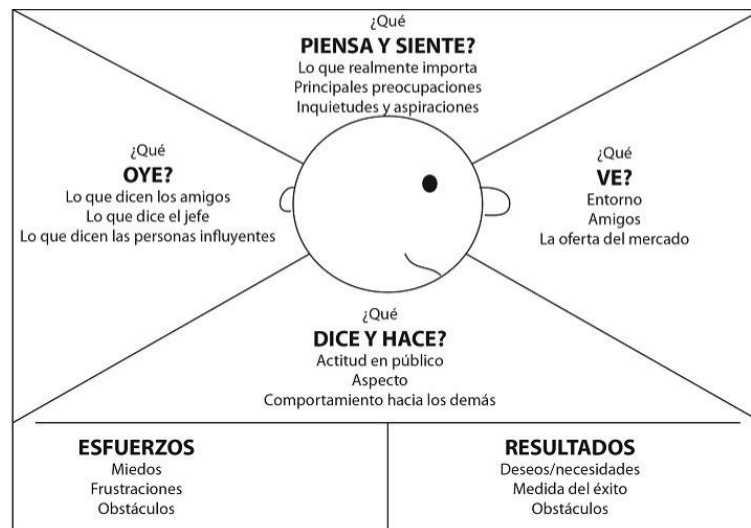 ¿Qué
PIENSA Y SIENTE?
Lo que realmente importa
Principales preocupaciones
Inquietudes y aspiraciones
¿Qué
OYE?
Lo que dicen los amigos
Lo que dice el jefe
Lo que dicen las personas influyentes
¿Qué
VE?
Entorno
Amigos
La oferta del mercado
¿Qué
DICE Y HACE?
Actitud en público
Aspecto
Comportamiento hacia los demás
ESFUERZOS
Miedos
Frustraciones
Obstáculos
RESULTADOS
Deseos/necesidades
Medida del éxito
Obstáculos